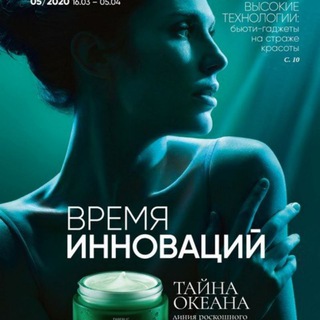 05/2020 16.03 – 05.04
ВЫСОКИЕ
ТЕХНОЛОГИИ:
бьюти-гаджеты
на страже
красоты
С. 10
ВРЕМЯ
ИННОВАЦИЙ
ТАЙНА
ОКЕАНА
линия роскошного